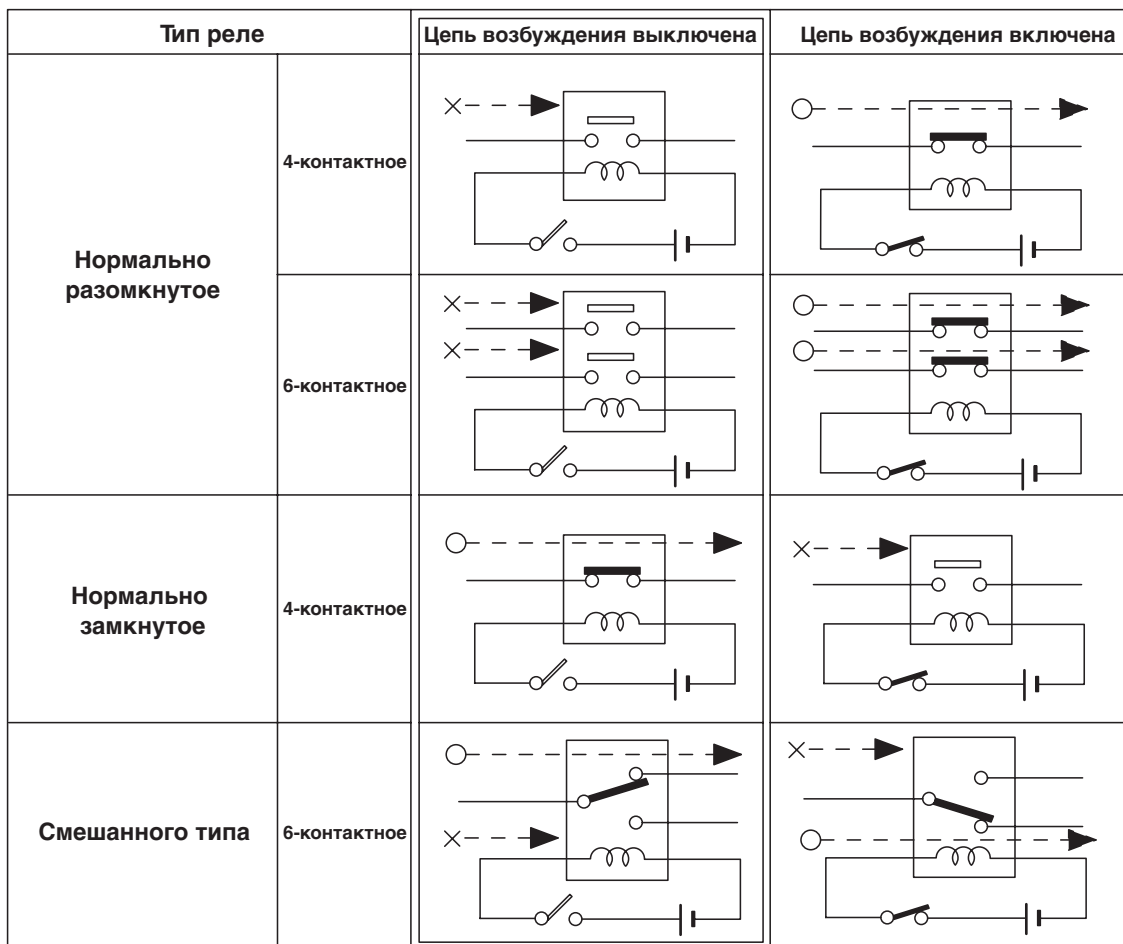 Тип реле
Цепь возбуждения выключена
Цепь возбуждения включена
Нормально
разомкнутое
4-контактное
6-контактное
Нормально
замкнутое
4-контактное
Смешанного типа
6-контактное